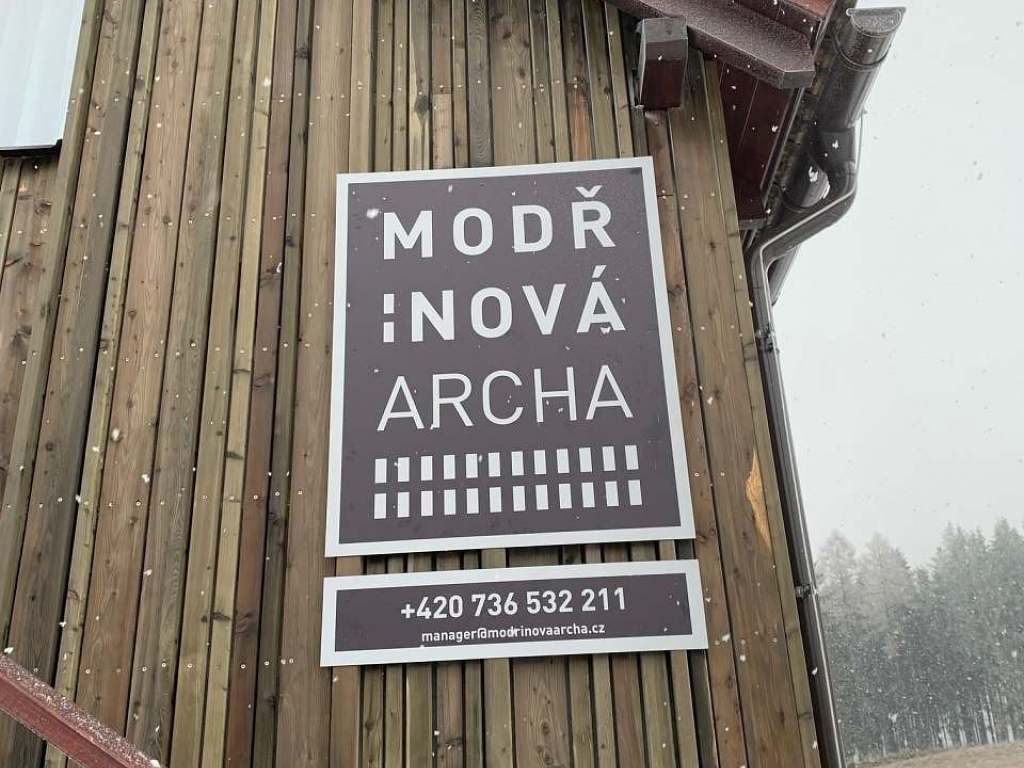 MODŘ
INOVÁ
ARCHA
+420 736 532 211
manager@modrinovaarcha.cz